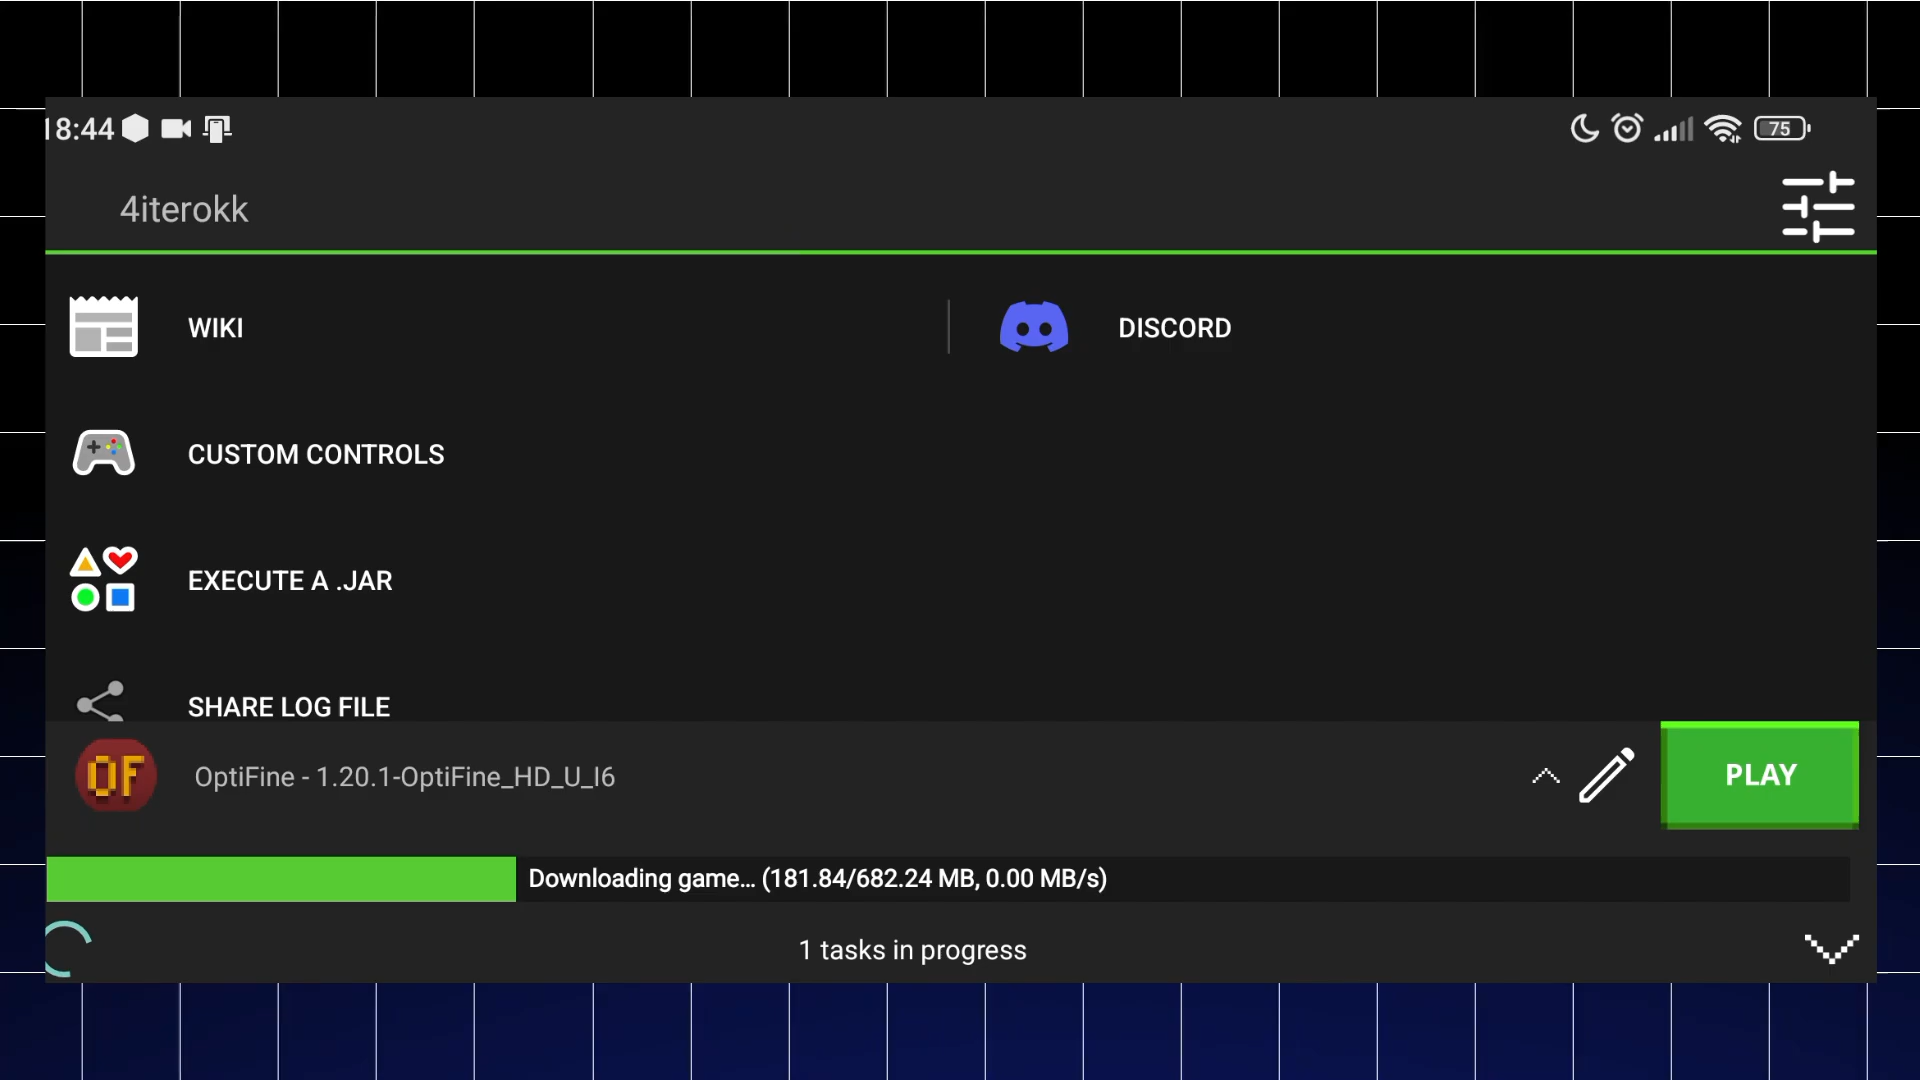 18:44
75
4iterokk
WIKI
DISCORD
CUSTOM CONTROLS
EXECUTE A .JAR
SHARE LOG FILE
OF
OptiFine - 1.20.1-OptiFine_HD_U_I6
PLAY
Downloading game... (181.84/682.24 MB, 0.00 MB/s)
1 tasks in progress